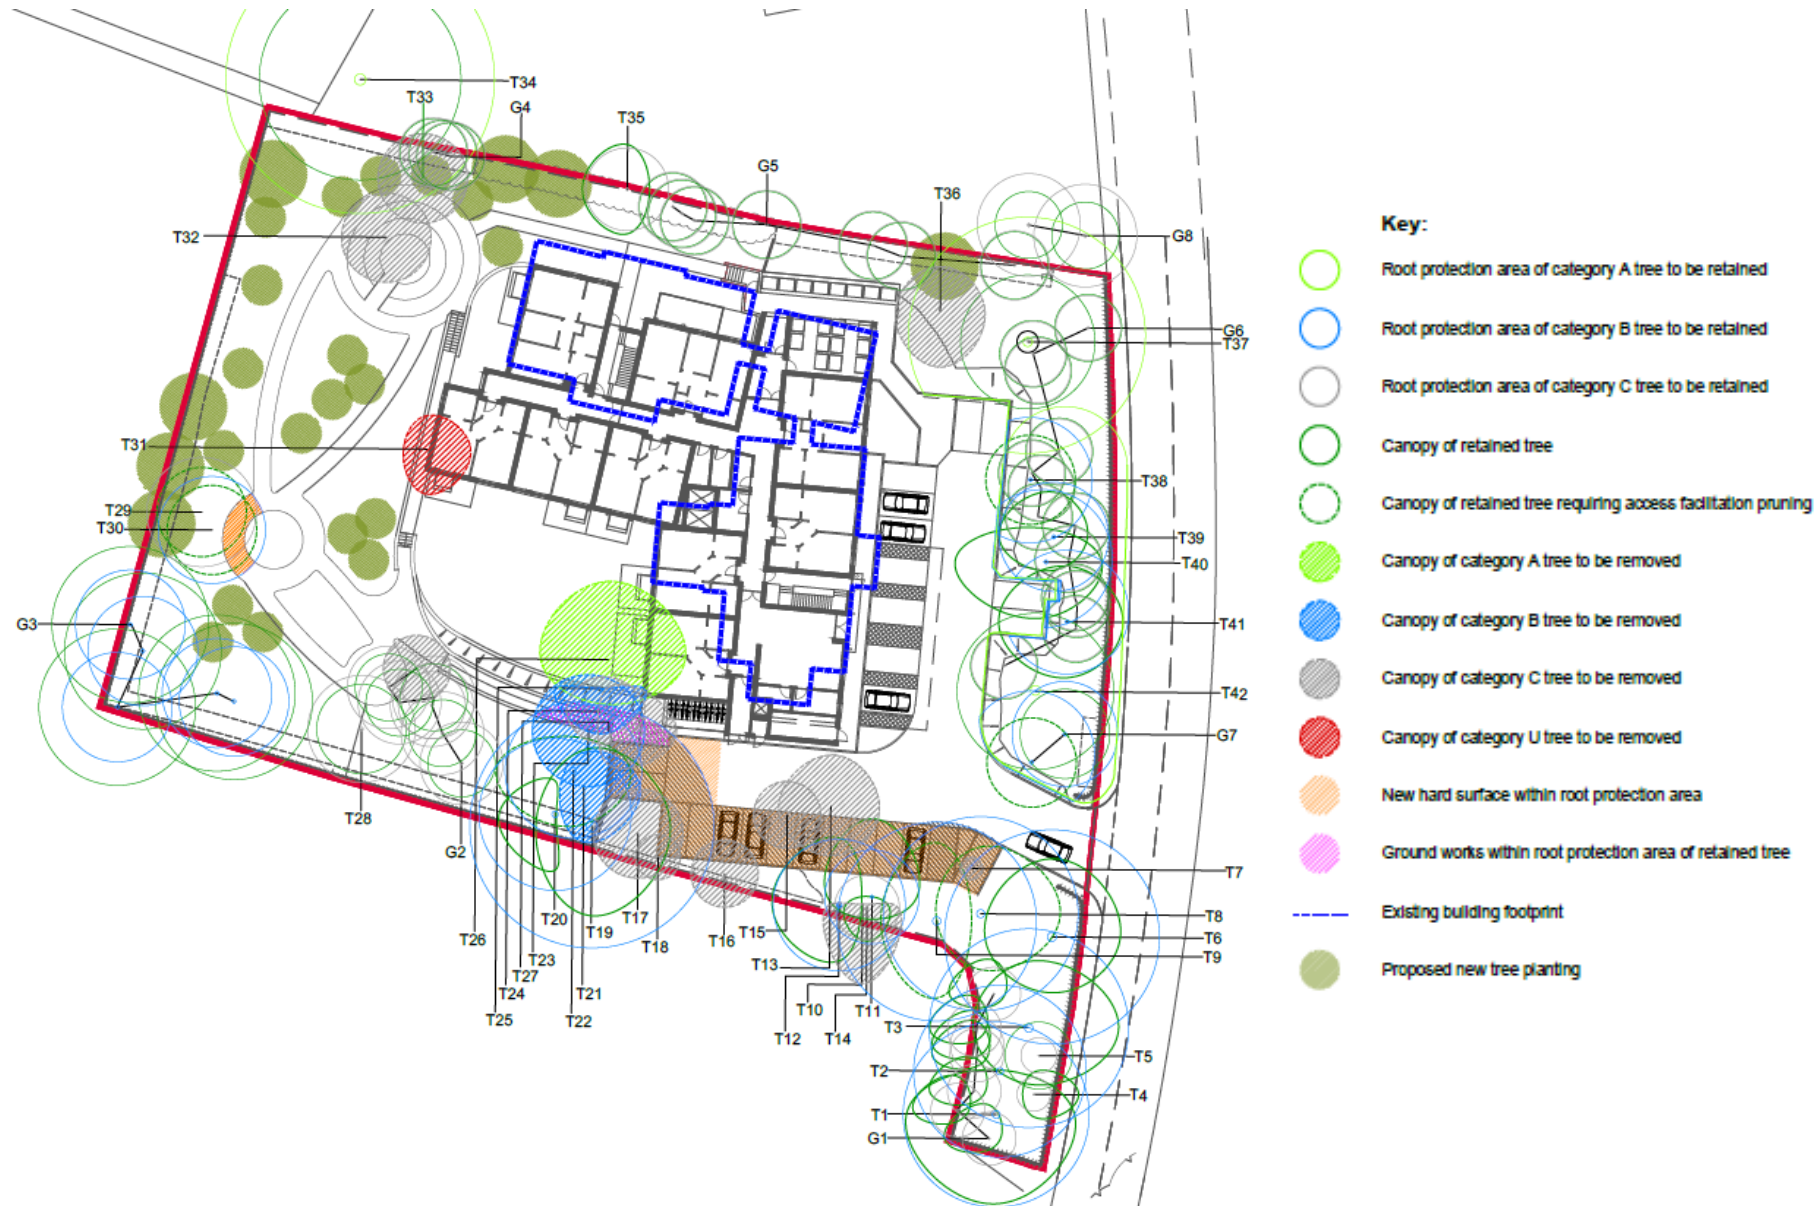 T34
T33
G4
T35
G5
T36
G8
T32
G6
T37
T31
T38
T29
T30
T39
T40
G3
T41
T42
G7
T28
G2
T7
T20
T17
T8
T26
T19
T18
T16
T15
T6
T23
T9
T27
T13
T24
T21
T10
T25
T22
T11
T12
T14
T3
T5
T2
T4
T1
G1
Key:
Root protection area of category A tree to be retained
Root protection area of category B tree to be retained
Root protection area of category C tree to be retained
Canopy of retained tree
Canopy of retained tree requiring access facilitation pruning
Canopy of category A tree to be removed
Canopy of category B tree to be removed
Canopy of category C tree to be removed
Canopy of category U tree to be removed
New hard surface within root protection area
Ground works within root protection area of retained tree
Existing building footprint
Proposed new tree planting